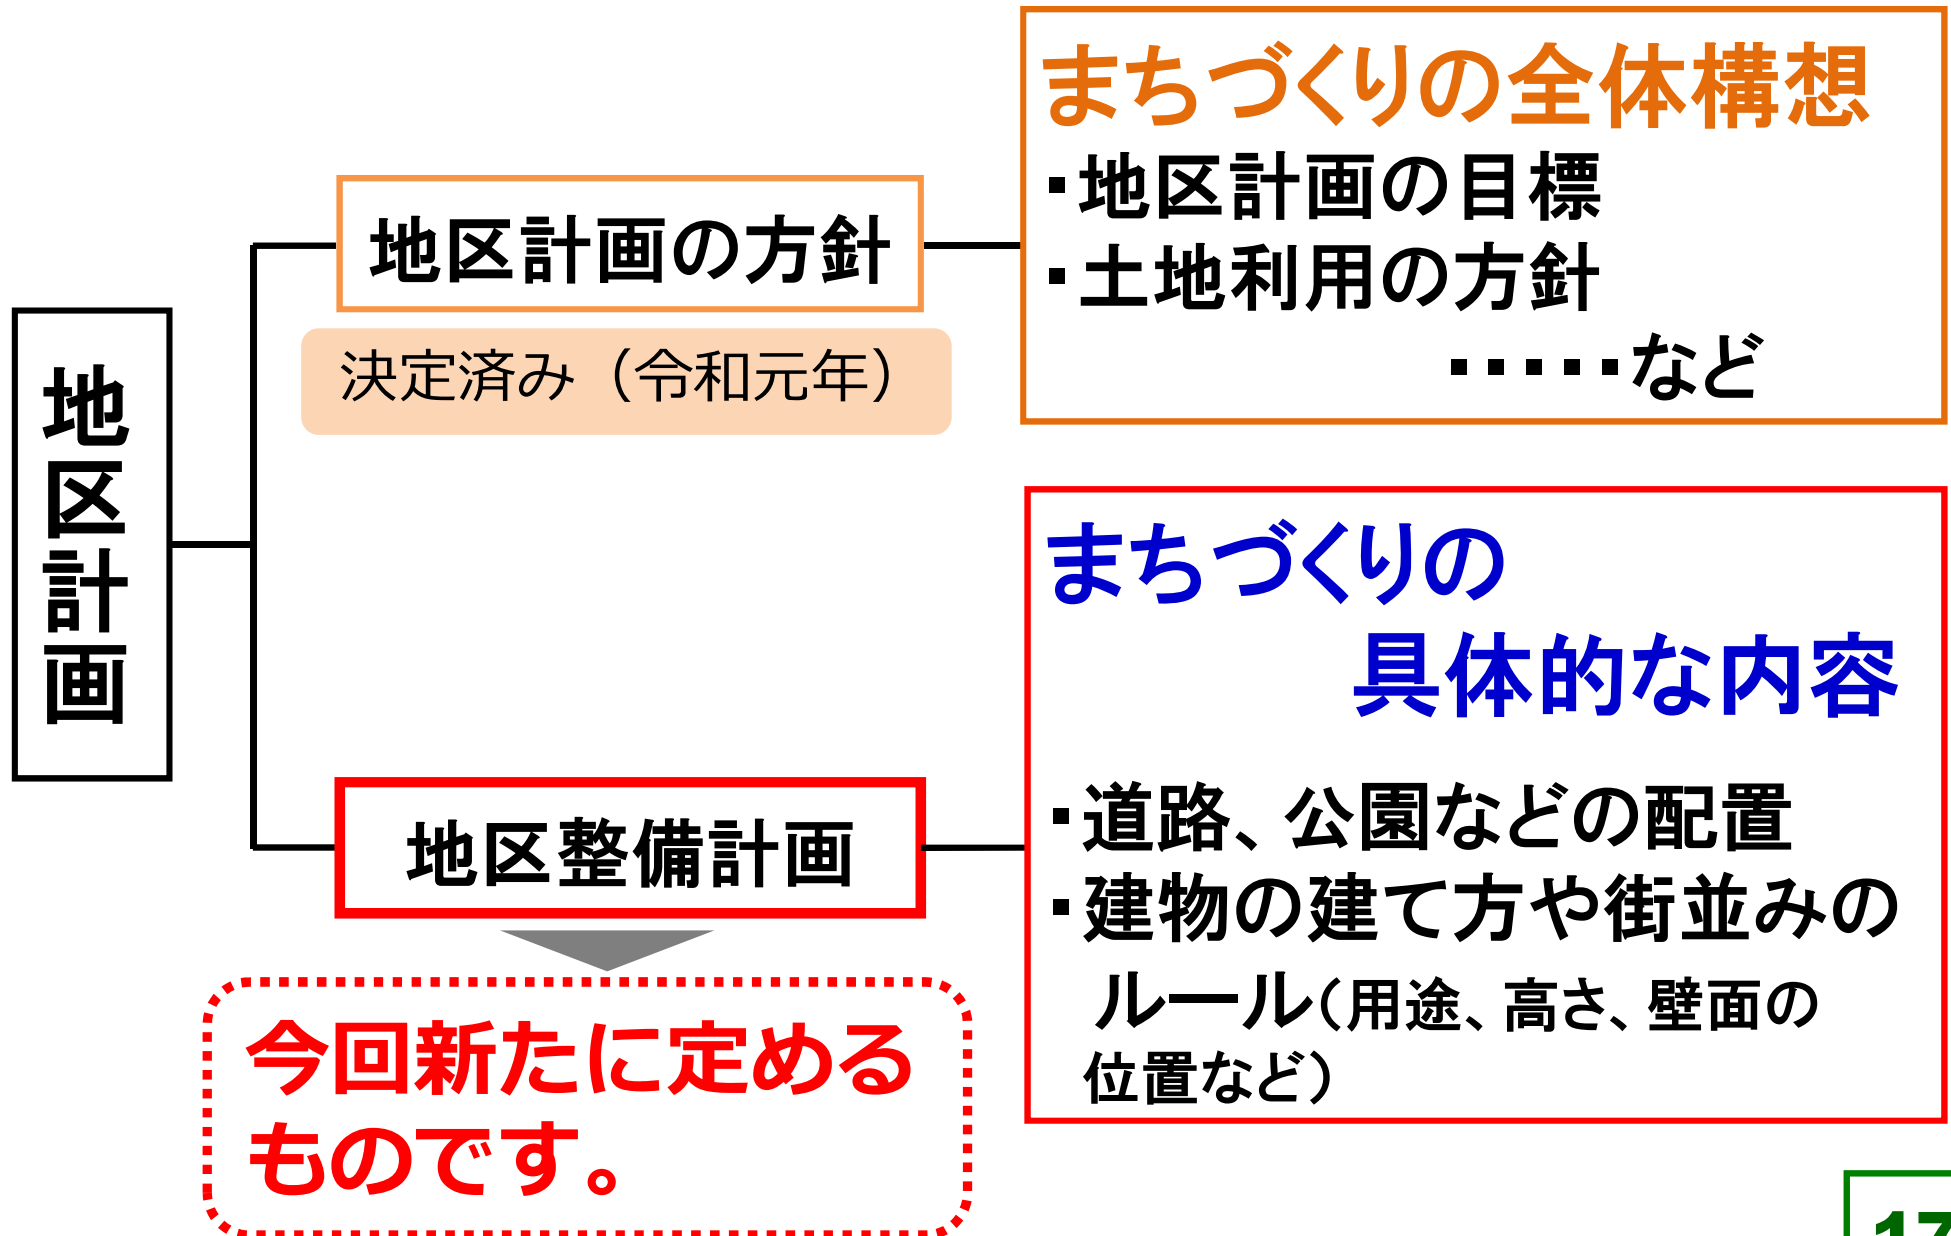 地区計画
地区計画の方針
決定済み（令和元年）
まちづくりの全体構想
・地区計画の目標
・土地利用の方針
・・・・・など
地区整備計画
今回新たに定める
ものです。
まちづくりの
具体的な内容
・道路、公園などの配置
・建物の建て方や街並みの
ルール（用途、高さ、壁面の
位置など）
17